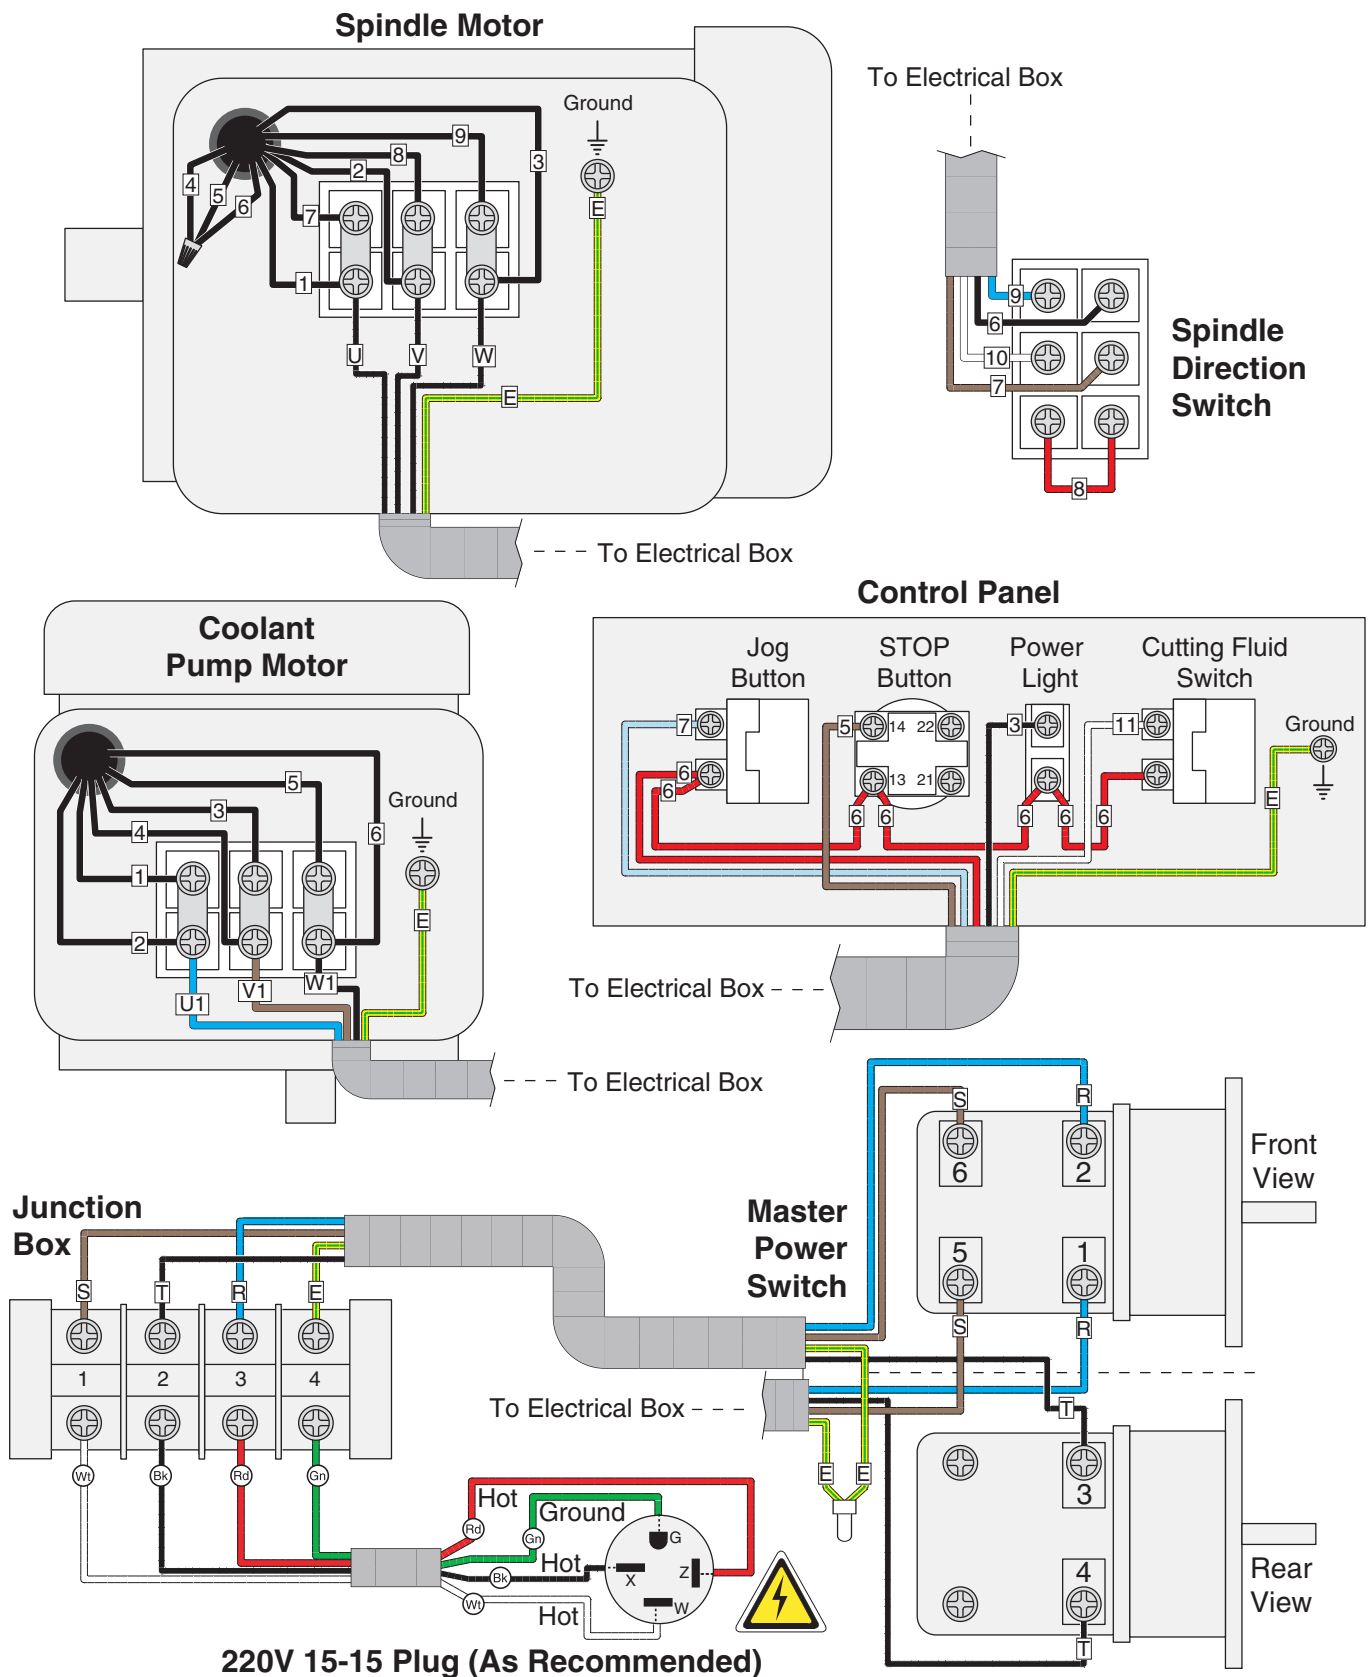 Spindle Motor
Ground
To Electrical Box
9
8
3
2
4
5
6
7
1
E
U
V
W
E
To Electrical Box
9
6
10
7
8
Spindle
Direction
Switch
Coolant
Pump Motor
5
3
4
6
1
2
Ground
E
U1
V1
W1
To Electrical Box
Control Panel
Jog
Button
STOP
Button
Power
Light
Cutting Fluid
Switch
Ground
7
5
14 22
3
11
6
6
13 21
6
6
6
6
6
E
To Electrical Box
Junction
Box
S
T
R
E
1
2
3
4
Wt
Bk
Rd
Gn
Master
Power
Switch
S
R
6
2
5
1
S
R
Front
View
To Electrical Box
E
E
T
3
4
T
Rear
View
Hot
Rd
Ground
Gn
Hot
Bk
Wt
Hot
G
X
Z
W
220V 15-15 Plug (As Recommended)